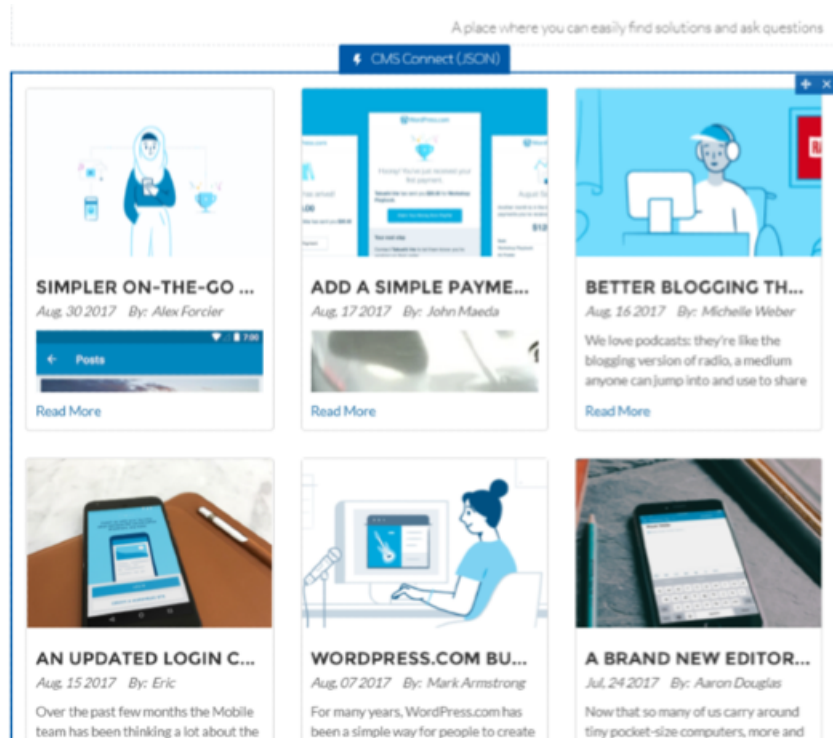 A place where you can easily find solutions and ask questions
CMS Connect (JSON)
WordPress.com
SIMPLER ON-THE-GO ...
Aug, 30 2017 By: Alex Forcier
7:00
Posts
Read More
ADD A SIMPLE PAYME...
Aug, 17 2017 By: John Maeda
Read More
BETTER BLOGGING TH...
Aug, 16 2017 By: Michelle Weber
We love podcasts: they're like the
blogging version of radio, a medium
anyone can jump into and use to share
Read More
AN UPDATED LOGIN C...
Aug, 15 2017 By: Eric
Over the past few months the Mobile
team has been thinking a lot about the
WORDPRESS.COM BU...
Aug, 07 2017 By: Mark Armstrong
For many years, WordPress.com has
been a simple way for people to create
A BRAND NEW EDITOR...
Jul, 24 2017 By: Aaron Douglas
Now that so many of us carry around
tiny pocket-size computers, more and